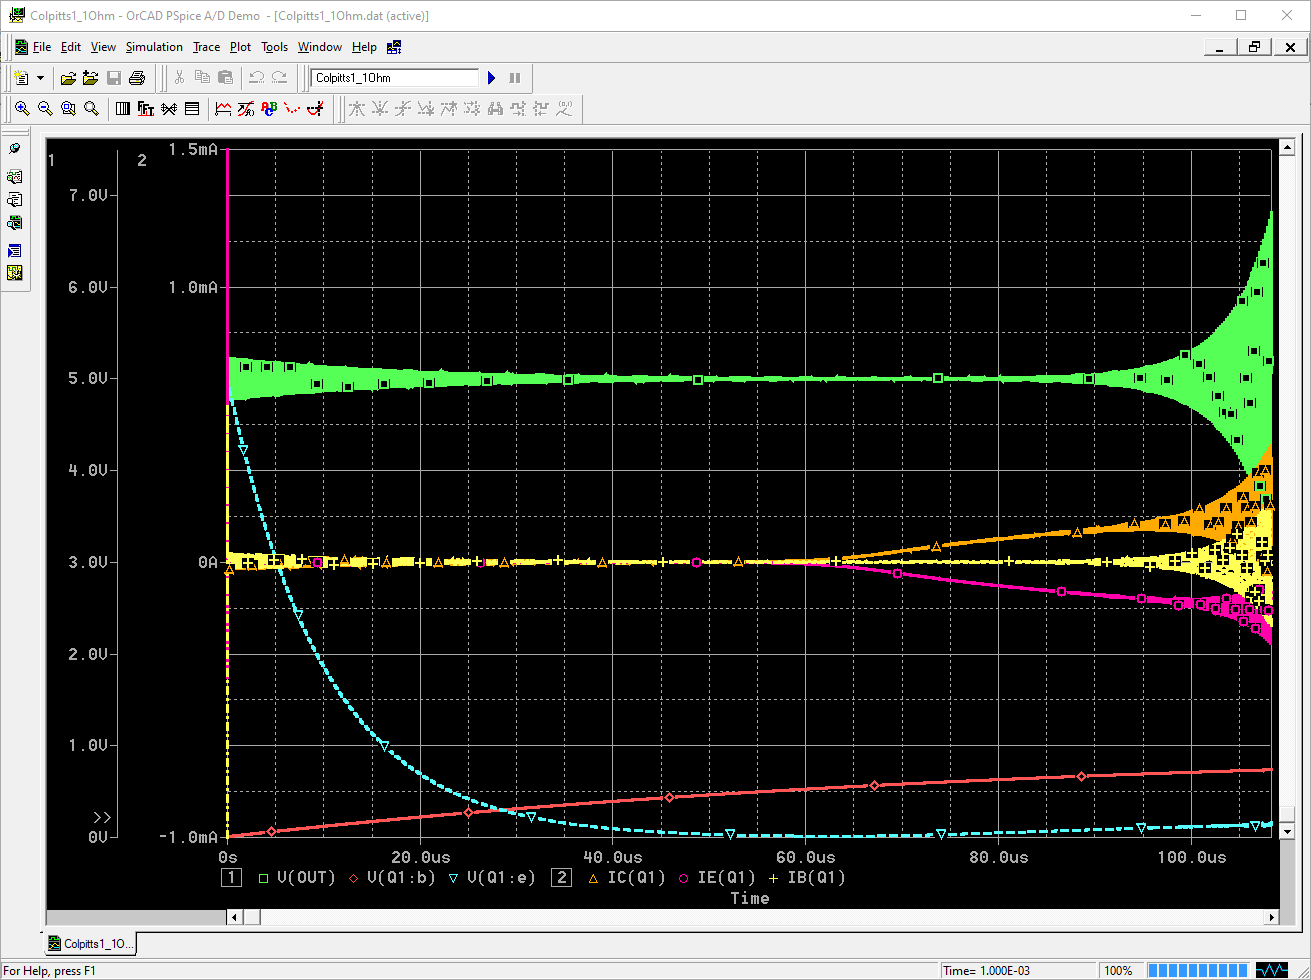 Colpitts1_1Ohm - OrCAD PSpice A/D Demo - [Colpitts1_1Ohm.dat (active)]
File Edit View Simulation Trace Plot Tools Window Help
Colpitts1_1Ohm
1 2 1.5mA
7.0V
6.0V 1.0mA
5.0V
4.0V
3.0V 0A
2.0V
1.0V
>>
0V -1.0mA
0s 20.0us 40.0us 60.0us 80.0us 100.0us
1 V(OUT) V(Q1:b) V(Q1:e) 2 IC(Q1) IE(Q1) IB(Q1)
Time
Colpitts1_1O...
For Help, press F1 Time= 1.000E-03 100%